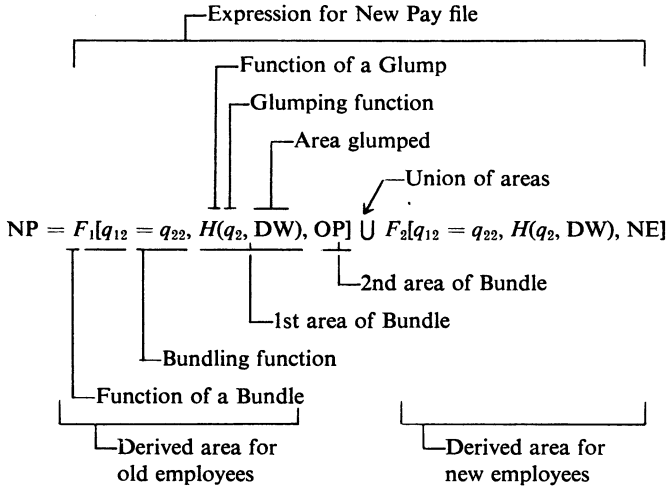 Expression for New Pay file
Function of a Glump
Glumping function
Area glumped
Union of areas
NP = F₁[q₁₂ = q₂₂, H(q₂, DW), OP] ∪ F₂[q₁₂ = q₂₂, H(q₂, DW), NE]
2nd area of Bundle
1st area of Bundle
Bundling function
Function of a Bundle
Derived area for
old employees
Derived area for
new employees